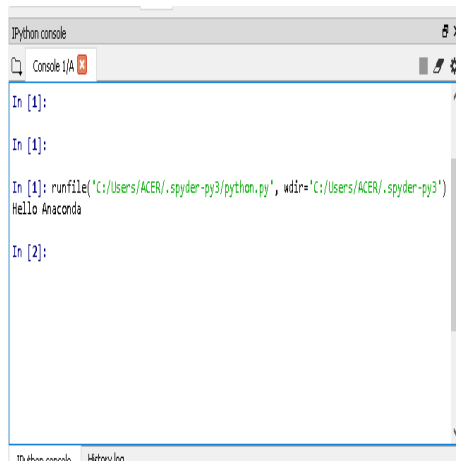 IPython console
Console 1/A
In [1]:
In [1]:
In [1]: runfile('C:/Users/ACER/.spyder-py3/python.py', wdir='C:/Users/ACER/.spyder-py3')
Hello Anaconda
In [2]:
IPython console History log